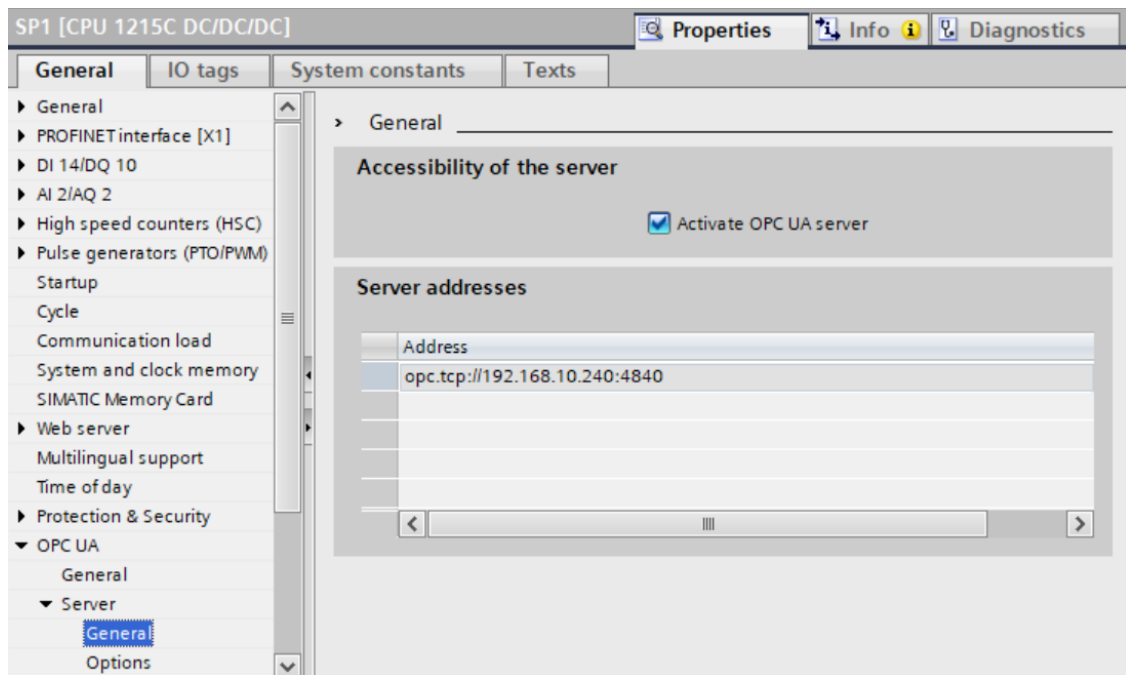 SP1 [CPU 1215C DC/DC/DC]
Properties
Info
Diagnostics
General
IO tags
System constants
Texts
General
PROFINET interface [X1]
DI 14/DQ 10
AI 2/AQ 2
High speed counters (HSC)
Pulse generators (PTO/PWM)
Startup
Cycle
Communication load
System and clock memory
SIMATIC Memory Card
Web server
Multilingual support
Time of day
Protection & Security
OPC UA
General
Server
General
Options
General
Accessibility of the server
Activate OPC UA server
Server addresses
Address
opc.tcp://192.168.10.240:4840